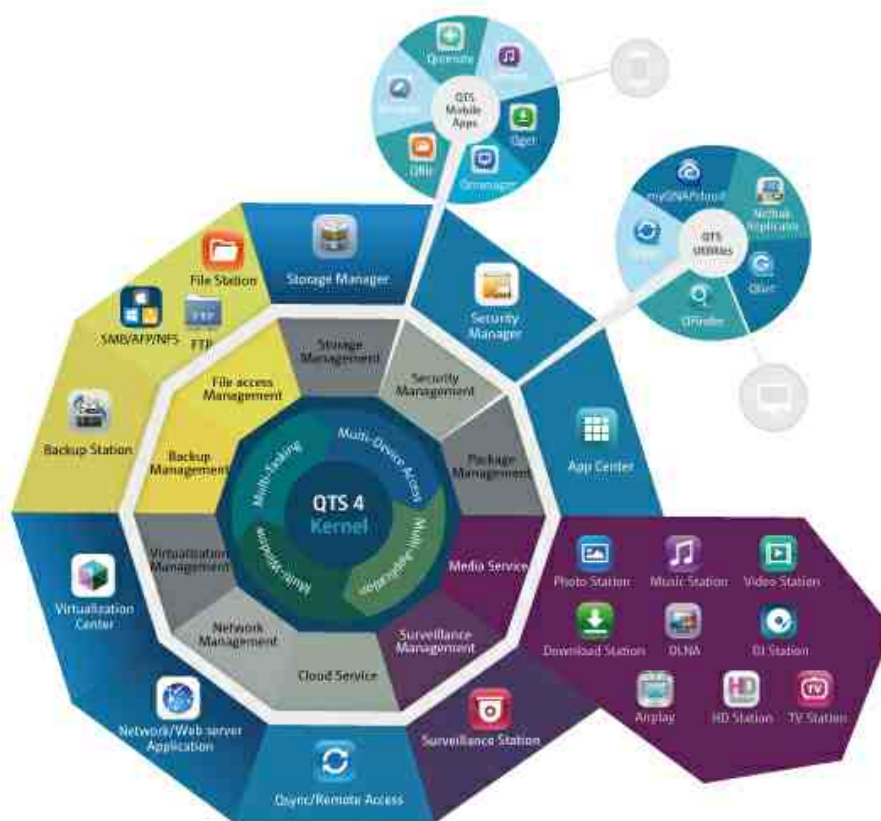 Qremote
QTS
Mobile
Apps
Qget
Qfile
Qmanager
myQNAPcloud
NetBak
Replicator
QTS
Utilities
QGet
QFinder
File Station
Storage Manager
SMB/AFP/NFS
FTP
Security
Manager
Storage
Management
File access
Management
Security
Management
Backup Station
Backup
Management
Package
Management
App Center
Multi-Tasking
Multi-Device Access
QTS 4
Kernel
Multi-Window
Multi-Application
Virtualization
Management
Media Service
Photo Station
Music Station
Video Station
Virtualization
Center
Network
Management
Surveillance
Management
Download Station
DLNA
DJ Station
Cloud Service
Airplay
HD Station
TV
TV Station
Network/Web server
Application
Surveillance Station
Qsync/Remote Access